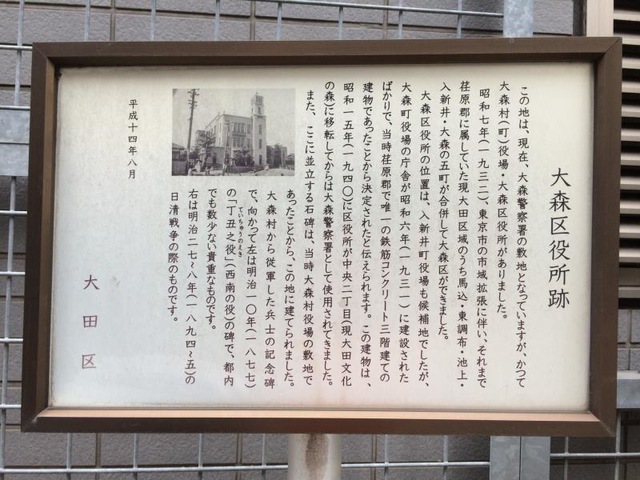 大森区役所跡
この地は、現在、大森警察署の敷地となっていますが、かつて
大森村(町)役場・大森区役所がありました。
昭和七年(一九三二)、東京市の市域拡張に伴い、それまで
荏原郡に属していた現大田区域のうち馬込・東調布・池上・
入新井・大森の五町が合併して大森区ができました。
大森区役所の位置は、入新井町役場も候補地でしたが、
大森町役場の庁舎が昭和六年(一九三一)に建設された
ばかりで、当時荏原郡で唯一の鉄筋コンクリート三階建ての
建物であったことから決定されたと伝えられます。この建物は、
昭和一五年(一九四〇)に区役所が中央二丁目(現大田文化
の森)に移転してからは大森警察署として使用されてきました。
また、ここに並立する石碑は、当時大森村役場の敷地で
あったことから、この地に建てられました。
大森村から従軍した兵士の記念碑
で、向かって左は明治一〇年(一八七七)
の「丁丑之役」(西南の役)の碑で、都内
ていちゅうのえき
でも数少ない貴重なものです。
右は明治二七・八年(一八九四～五)の
日清戦争の際のものです。
平成十四年八月
大田区